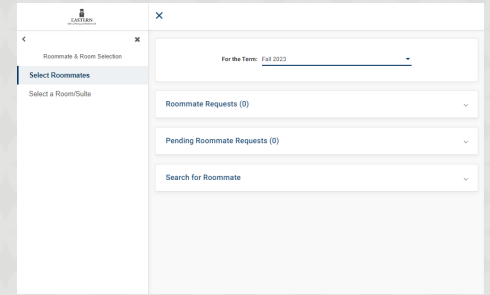 EASTERN
Roommate & Room Selection
Select Roommates
Select a Room/Suite
For the Term: Fall 2023
Roommate Requests (0)
Pending Roommate Requests (0)
Search for Roommate